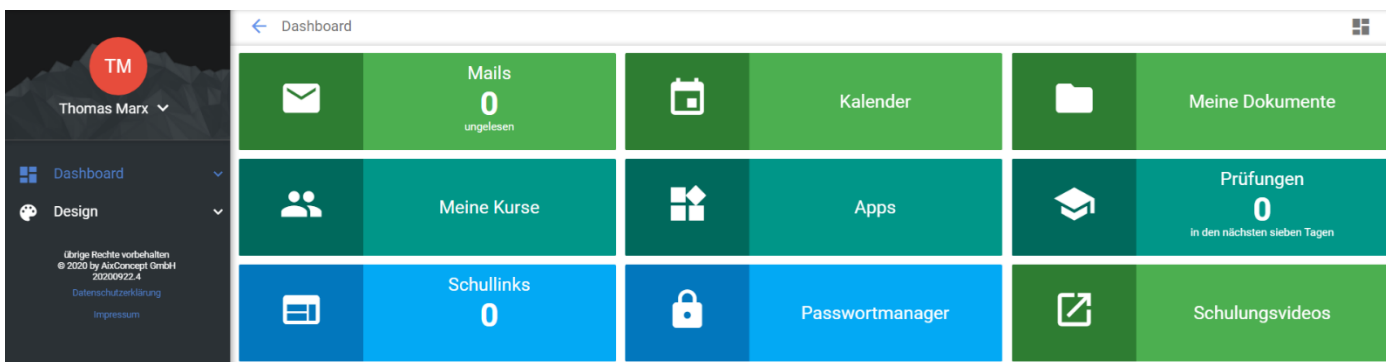 TM
Thomas Marx
Dashboard
Design
übrige Rechte vorbehalten
© 2020 by AixConcept GmbH
20200922.4
Datenschutzerklärung
Impressum
Dashboard
Mails
0
ungelesen
Kalender
Meine Dokumente
Meine Kurse
Apps
Prüfungen
0
in den nächsten sieben Tagen
Schullinks
0
Passwortmanager
Schulungsvideos